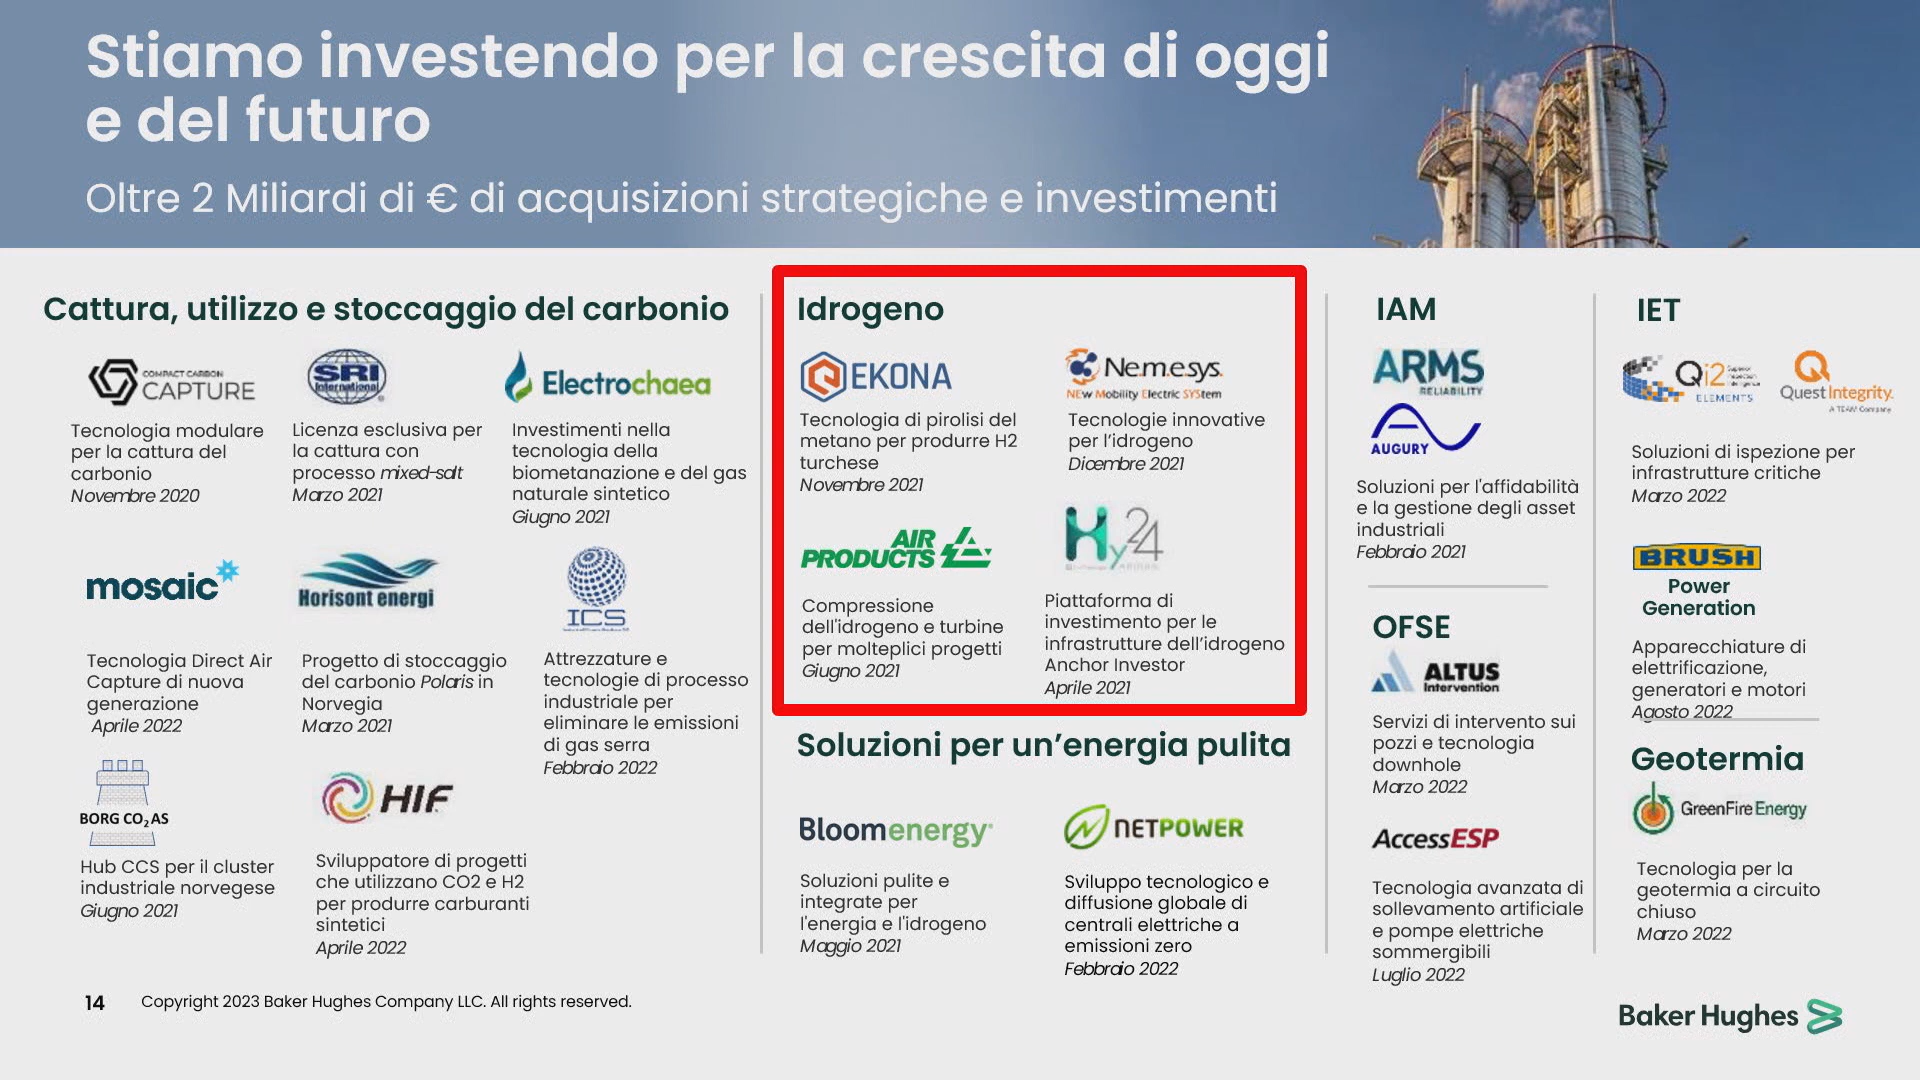 Stiamo investendo per la crescita di oggi
e del futuro
Oltre 2 Miliardi di € di acquisizioni strategiche e investimenti
Cattura, utilizzo e stoccaggio del carbonio
COMPACT CARBON
CAPTURE
Tecnologia modulare
per la cattura del
carbonio
Novembre 2020
SRI
International
Licenza esclusiva per
la cattura con
processo mixed-salt
Marzo 2021
Electrochaea
Investimenti nella
tecnologia della
biometanazione e del gas
naturale sintetico
Giugno 2021
mosaic
Tecnologia Direct Air
Capture di nuova
generazione
Aprile 2022
Horisont energi
Progetto di stoccaggio
del carbonio Polaris in
Norvegia
Marzo 2021
ICS
Attrezzature e
tecnologie di processo
industriale per
eliminare le emissioni
di gas serra
Febbraio 2022
BORG CO2 AS
Hub CCS per il cluster
industriale norvegese
Giugno 2021
HIF
Sviluppatore di progetti
che utilizzano CO2 e H2
per produrre carburanti
sintetici
Aprile 2022
Idrogeno
EKONA
Tecnologia di pirolisi del
metano per produrre H2
turchese
Novembre 2021
Ne.m.e.sys.
NEw Mobility Electric SYStem
Tecnologie innovative
per l’idrogeno
Dicembre 2021
AIR
PRODUCTS
Compressione
dell'idrogeno e turbine
per molteplici progetti
Giugno 2021
Hy24
Piattaforma di
investimento per le
infrastrutture dell’idrogeno
Anchor Investor
Aprile 2021
Soluzioni per un’energia pulita
Bloomenergy
Soluzioni pulite e
integrate per
l'energia e l'idrogeno
Maggio 2021
NETPOWER
Sviluppo tecnologico e
diffusione globale di
centrali elettriche a
emissioni zero
Febbraio 2022
IAM
ARMS
RELIABILITY
AUGURY
Soluzioni per l'affidabilità
e la gestione degli asset
industriali
Febbraio 2021
OFSE
ALTUS
Intervention
Servizi di intervento sui
pozzi e tecnologia
downhole
Marzo 2022
AccessESP
Tecnologia avanzata di
sollevamento artificiale
e pompe elettriche
sommergibili
Luglio 2022
IET
Qi2
Superior
Inspection
Intelligence
ELEMENTS
Quest Integrity
A TEAM Company
Soluzioni di ispezione per
infrastrutture critiche
Marzo 2022
BRUSH
Power
Generation
Apparecchiature di
elettrificazione,
generatori e motori
Agosto 2022
Geotermia
GreenFire Energy
Tecnologia per la
geotermia a circuito
chiuso
Marzo 2022
14
Copyright 2023 Baker Hughes Company LLC. All rights reserved.
Baker Hughes